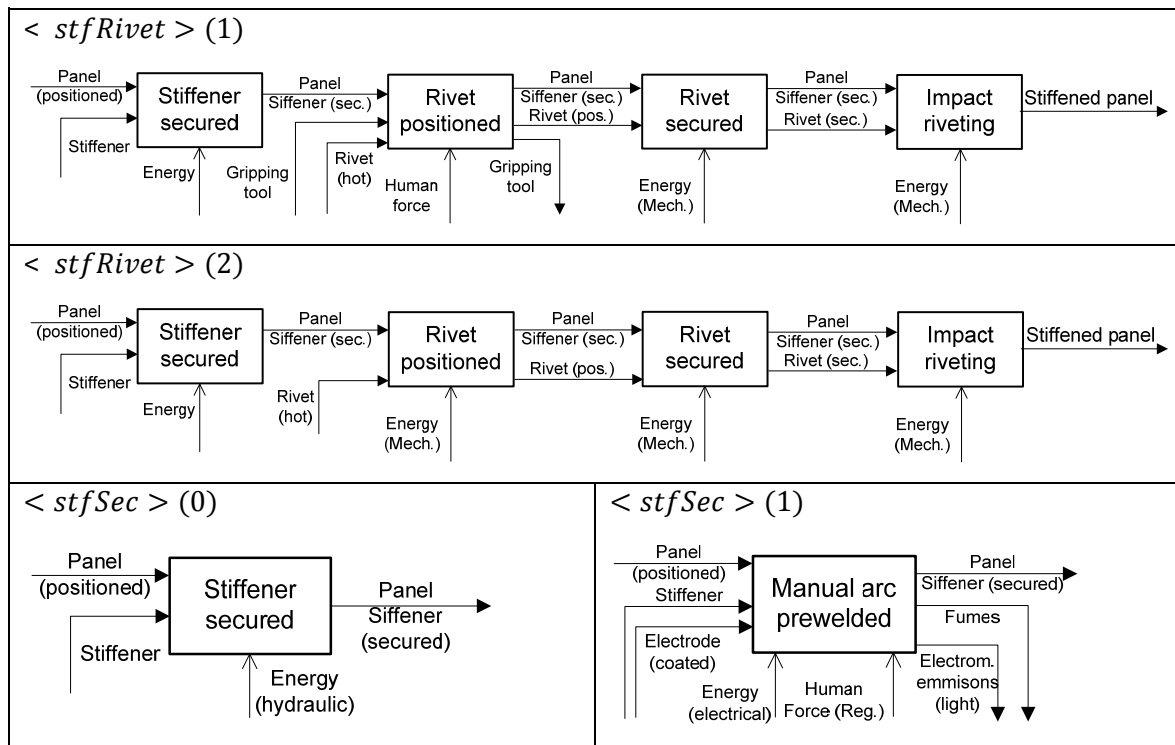 < stfRivet > (1)
Panel
(positioned)
Stiffener
Stiffener
secured
Energy
Panel
Siffener (sec.)
Gripping
tool
Rivet
(hot)
Rivet
positioned
Human
force
Panel
Siffener (sec.)
Rivet (pos.)
Gripping
tool
Rivet
secured
Energy
(Mech.)
Panel
Siffener (sec.)
Rivet (sec.)
Impact
riveting
Energy
(Mech.)
Stiffened panel
< stfRivet > (2)
Panel
(positioned)
Stiffener
Stiffener
secured
Energy
Panel
Siffener (sec.)
Rivet
(hot)
Rivet
positioned
Energy
(Mech.)
Panel
Siffener (sec.)
Rivet (pos.)
Rivet
secured
Energy
(Mech.)
Panel
Siffener (sec.)
Rivet (sec.)
Impact
riveting
Energy
(Mech.)
Stiffened panel
< stfSec > (0)
Panel
(positioned)
Stiffener
Stiffener
secured
Energy
(hydraulic)
Panel
Siffener
(secured)
< stfSec > (1)
Panel
(positioned)
Stiffener
Electrode
(coated)
Manual arc
prewelded
Energy
(electrical)
Human
Force (Reg.)
Panel
Siffener (secured)
Fumes
Electrom.
emmisons
(light)